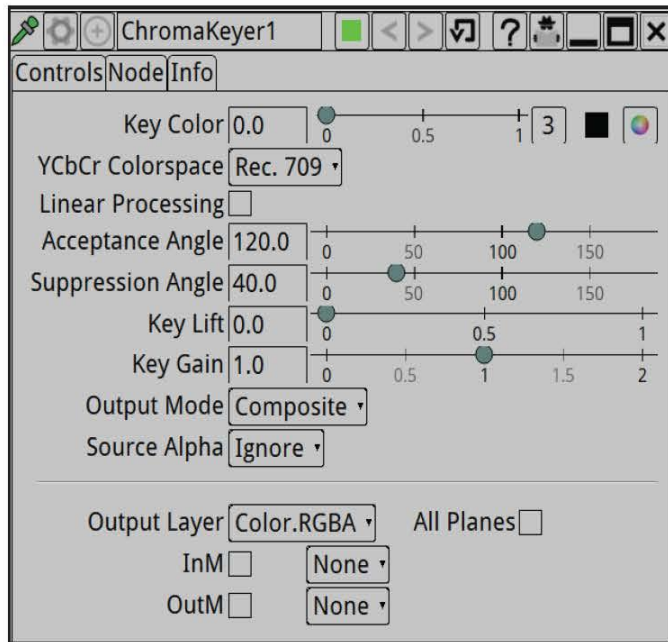 ChromaKeyer1
Controls Node Info
Key Color 0.0 0 0.5 1 3
YCbCr Colorspace Rec. 709
Linear Processing
Acceptance Angle 120.0 0 50 100 150
Suppression Angle 40.0 0 50 100 150
Key Lift 0.0 0 0.5 1
Key Gain 1.0 0 0.5 1 1.5 2
Output Mode Composite
Source Alpha Ignore
Output Layer Color.RGBA All Planes
InM None
OutM None